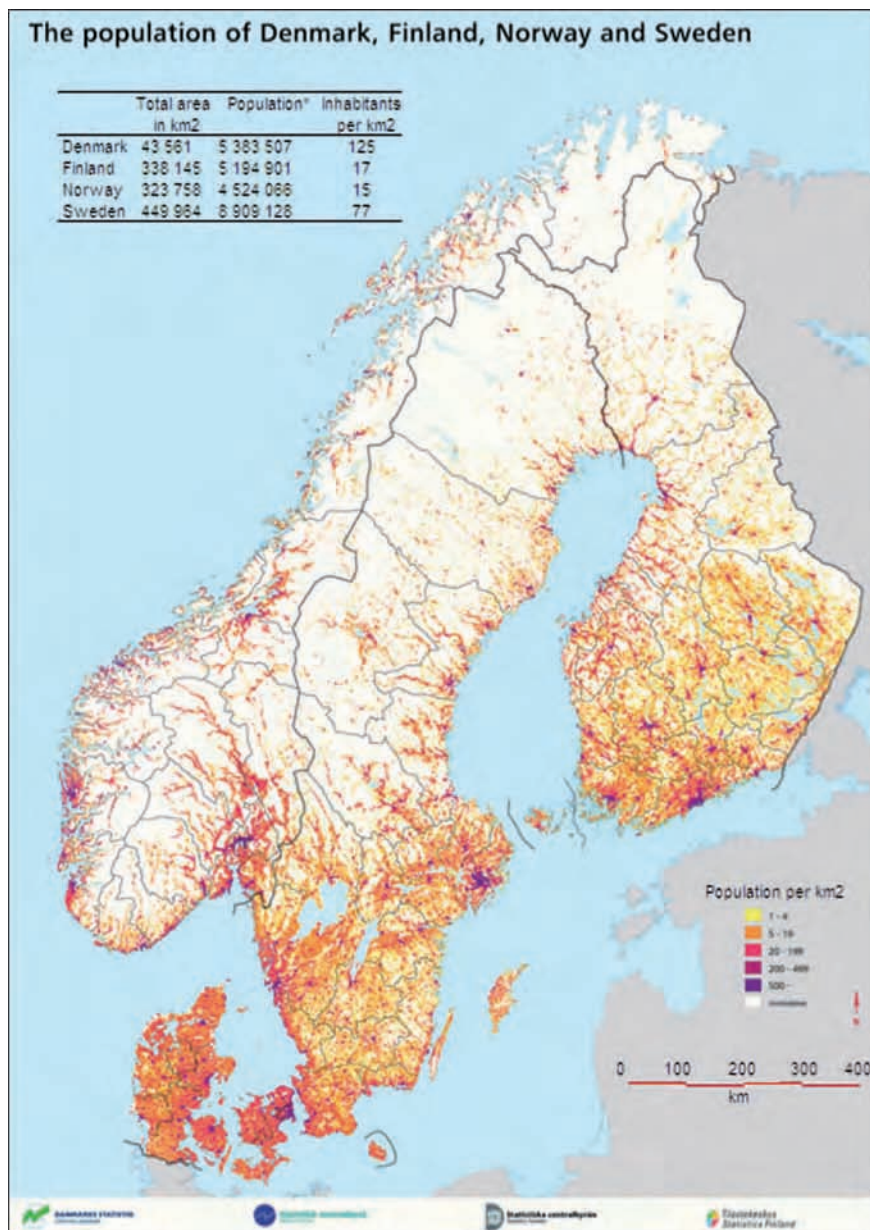 The population of Denmark, Finland, Norway and Sweden
Total area Population* Inhabitants
in km2 per km2
Denmark 43 561 5 383 507 125
Finland 338 145 5 194 901 17
Norway 323 758 4 524 066 15
Sweden 449 964 8 909 128 77
Population per km2
1 - 4
5 - 19
20 - 199
200 - 499
500 -
0 100 200 300 400
km
DANMARKS STATISTIK
Statistiska centralbyrån
Tilastokeskus
Statistics Finland